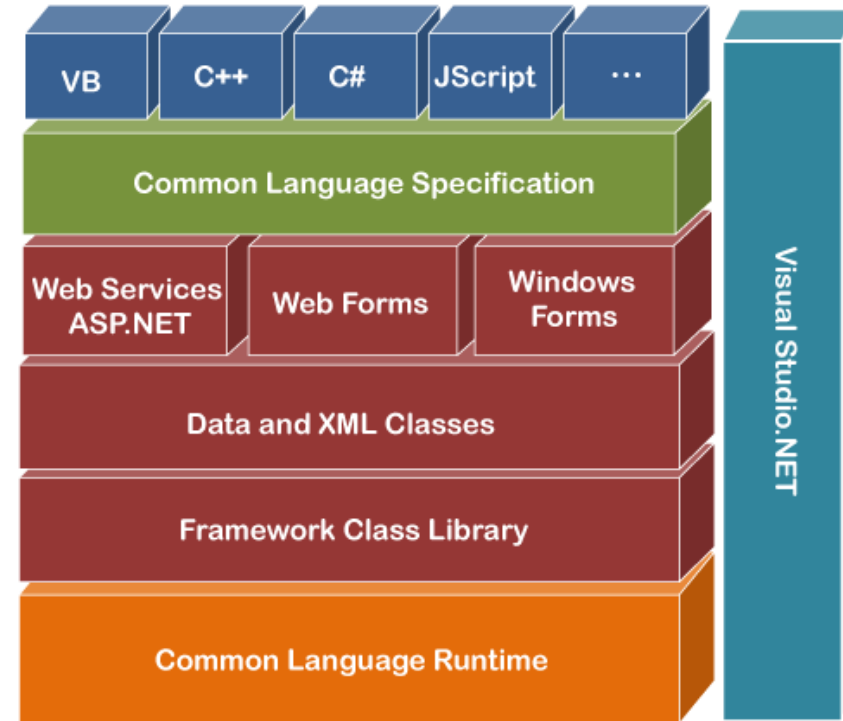 VB
C++
C#
JScript
...
Common Language Specification
Web Services
ASP.NET
Web Forms
Windows
Forms
Data and XML Classes
Framework Class Library
Common Language Runtime
Visual Studio.NET